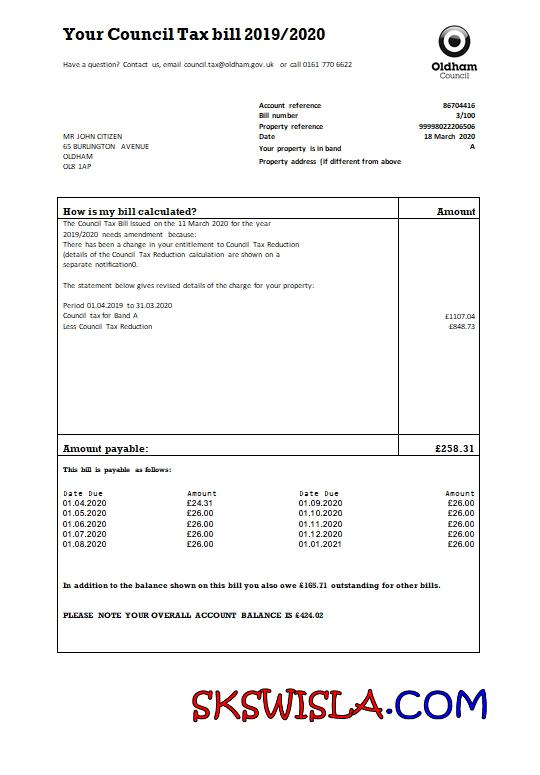 Your Council Tax bill 2019/2020
Have a question? Contact us, email council.tax@oldham.gov.uk or call 0161 770 6622
Oldham
Council
Account reference 86704416
Bill number 3/100
Property reference 99998022206506
Date 18 March 2020
Your property is in band A
Property address (if different from above
MR JOHN CITIZEN
65 BURLINGTON AVENUE
OLDHAM
OL8 1AP
How is my bill calculated? Amount
The Council Tax Bill issued on the 11 March 2020 for the year
2019/2020 needs amendment because:
There has been a change in your entitlement to Council Tax Reduction
(details of the Council Tax Reduction calculation are shown on a
separate notification0.
The statement below gives revised details of the charge for your property:
Period 01.04.2019 to 31.03.2020
Council tax for Band A £1107.04
Less Council Tax Reduction £848.73
Amount payable: £258.31
This bill is payable as follows:
Date Due Amount Date Due Amount
01.04.2020 £24.31 01.09.2020 £26.00
01.05.2020 £26.00 01.10.2020 £26.00
01.06.2020 £26.00 01.11.2020 £26.00
01.07.2020 £26.00 01.12.2020 £26.00
01.08.2020 £26.00 01.01.2021 £26.00
In addition to the balance shown on this bill you also owe £165.71 outstanding for other bills.
PLEASE NOTE YOUR OVERALL ACCOUNT BALANCE IS £424.02
SKSWISLA.COM